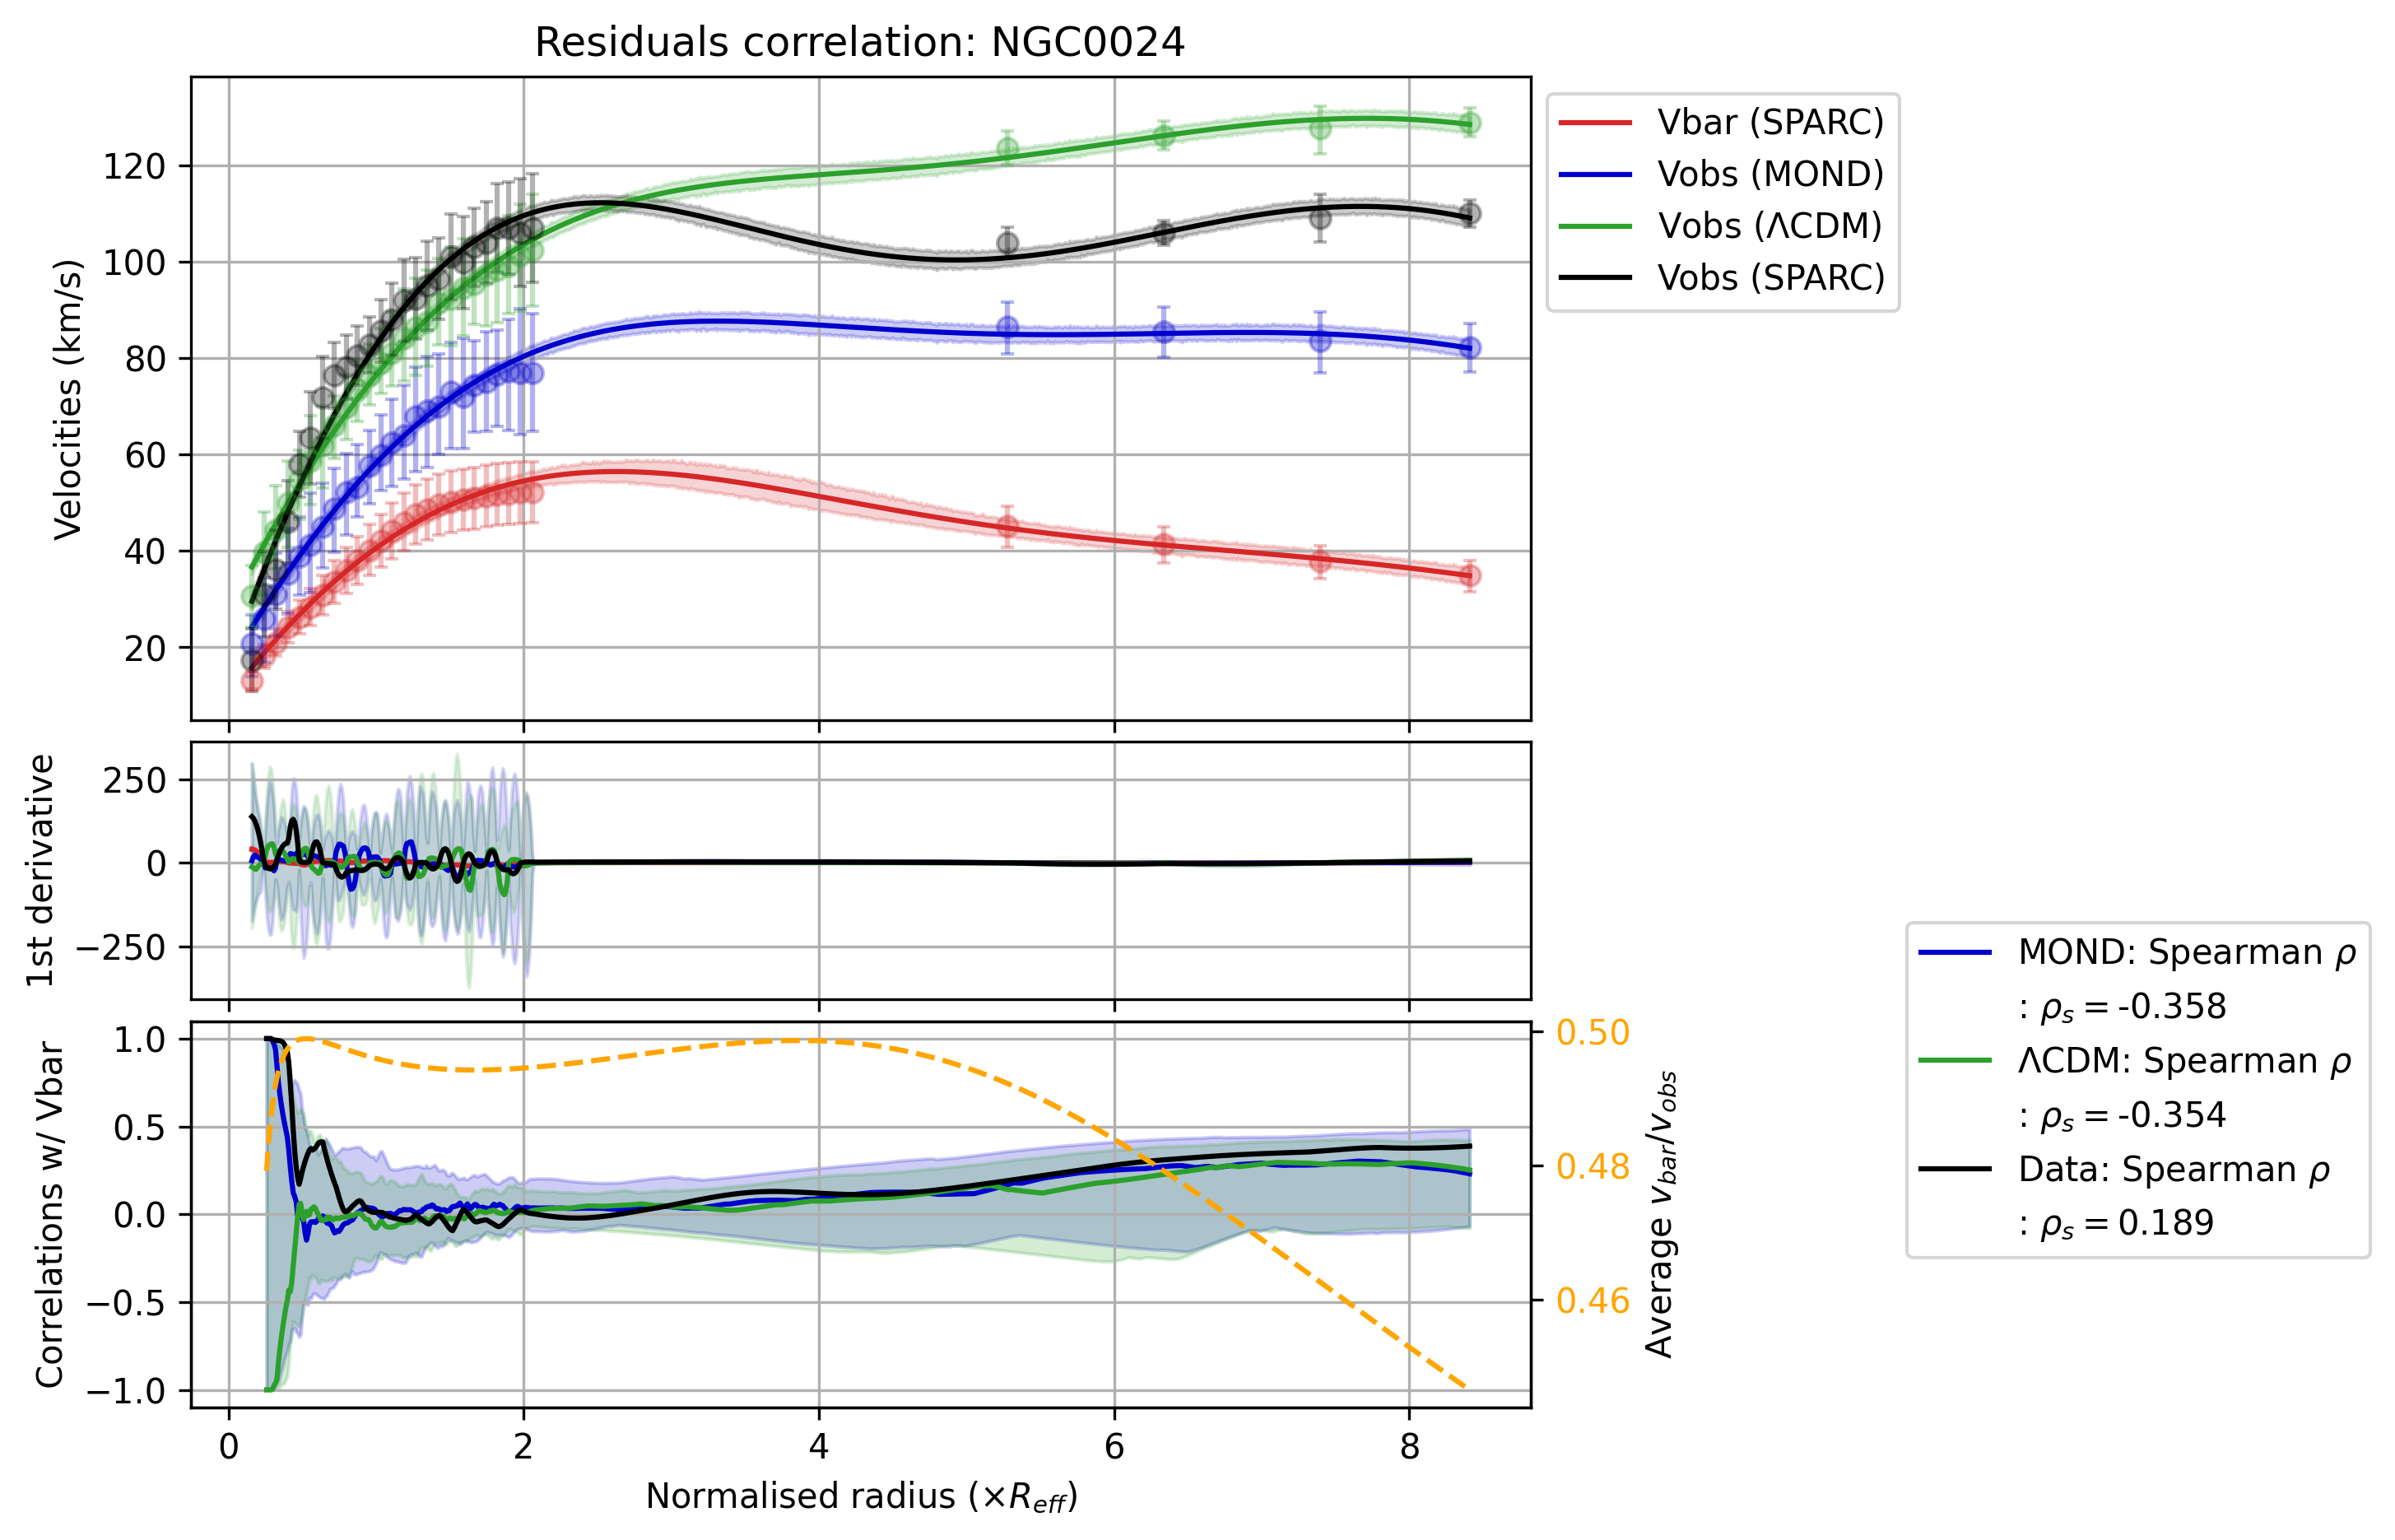 Residuals correlation: NGC0024
Velocities (km/s)
120
100
80
60
40
20
Vbar (SPARC)
Vobs (MOND)
Vobs (ΛCDM)
Vobs (SPARC)
1st derivative
250
0
−250
Correlations w/ Vbar
1.0
0.5
0.0
−0.5
−1.0
0.50
0.48
0.46
Average v_bar/v_obs
MOND: Spearman ρ
: ρ_s = -0.358
ΛCDM: Spearman ρ
: ρ_s = -0.354
Data: Spearman ρ
: ρ_s = 0.189
0 2 4 6 8
Normalised radius (×R_eff)